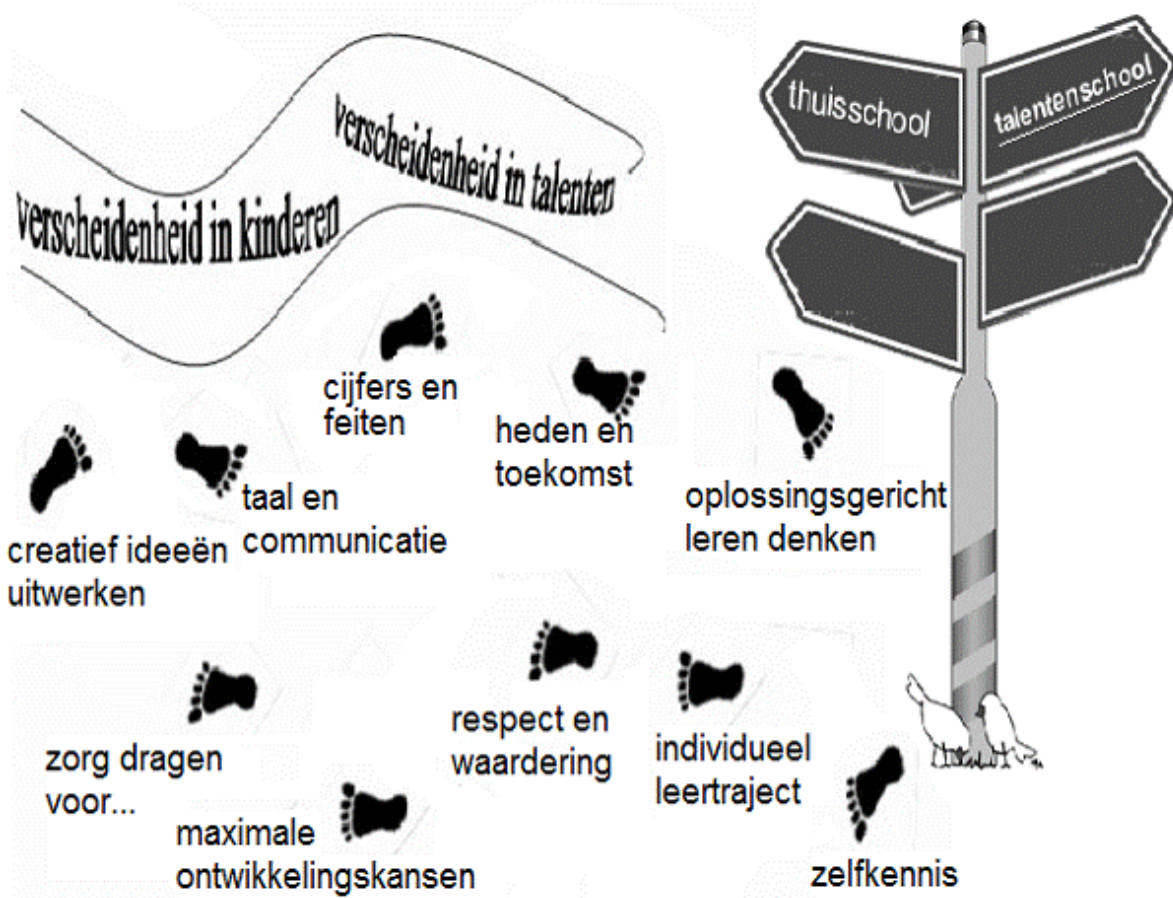 verscheidenheid in kinderen
verscheidenheid in talenten
thuisschool
talentenschool
cijfers en
feiten
heden en
toekomst
oplossingsgericht
leren denken
taal en
communicatie
creatief ideeën
uitwerken
zorg dragen
voor...
maximale
ontwikkelingskansen
respect en
waardering
individueel
leertraject
zelfkennis